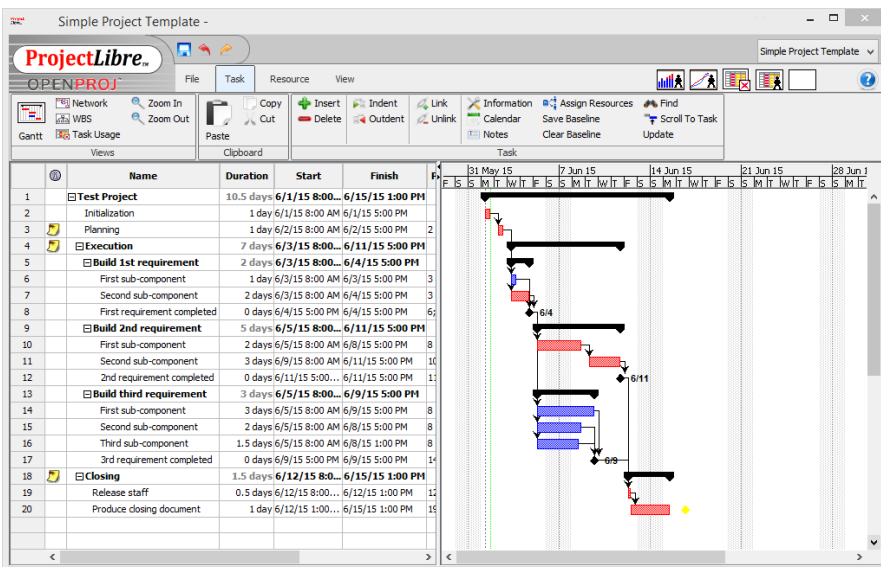 Simple Project Template -
ProjectLibre
OPENPROJ
Simple Project Template
File Task Resource View
Network Zoom In Copy Insert Indent Link Information Assign Resources Find
WBS Zoom Out Cut Delete Outdent Unlink Calendar Save Baseline Scroll To Task
Gantt Task Usage Paste Notes Clear Baseline Update
Views Clipboard Task
31 May 15 7 Jun 15 14 Jun 15 21 Jun 15 28 Jun 1
Name Duration Start Finish
F S S M T W T F S S M T W T F S S M T W T F S S M T W T F S S M T
1 Test Project 10.5 days 6/1/15 8:00... 6/15/15 1:00 PM
2 Initialization 1 day 6/1/15 8:00 AM 6/1/15 5:00 PM
3 Planning 1 day 6/2/15 8:00 AM 6/2/15 5:00 PM 2
4 Execution 7 days 6/3/15 8:00... 6/11/15 5:00 PM
5 Build 1st requirement 2 days 6/3/15 8:00... 6/4/15 5:00 PM
6 First sub-component 1 day 6/3/15 8:00 AM 6/3/15 5:00 PM 3
7 Second sub-component 2 days 6/3/15 8:00 AM 6/4/15 5:00 PM 3
8 First requirement completed 0 days 6/4/15 5:00 PM 6/4/15 5:00 PM 6; 6/4
9 Build 2nd requirement 5 days 6/5/15 8:00... 6/11/15 5:00 PM
10 First sub-component 2 days 6/5/15 8:00 AM 6/8/15 5:00 PM 8
11 Second sub-component 3 days 6/9/15 8:00 AM 6/11/15 5:00 PM 10
12 2nd requirement completed 0 days 6/11/15 5:00... 6/11/15 5:00 PM 11 6/11
13 Build third requirement 3 days 6/5/15 8:00... 6/9/15 5:00 PM
14 First sub-component 3 days 6/5/15 8:00 AM 6/9/15 5:00 PM 8
15 Second sub-component 2 days 6/5/15 8:00 AM 6/8/15 5:00 PM 8
16 Third sub-component 1.5 days 6/5/15 8:00 AM 6/8/15 1:00 PM 8
17 3rd requirement completed 0 days 6/9/15 5:00 PM 6/9/15 5:00 PM 14 6/9
18 Closing 1.5 days 6/12/15 8:0... 6/15/15 1:00 PM
19 Release staff 0.5 days 6/12/15 8:00... 6/12/15 1:00 PM 12
20 Produce closing document 1 day 6/12/15 1:00... 6/15/15 1:00 PM 19